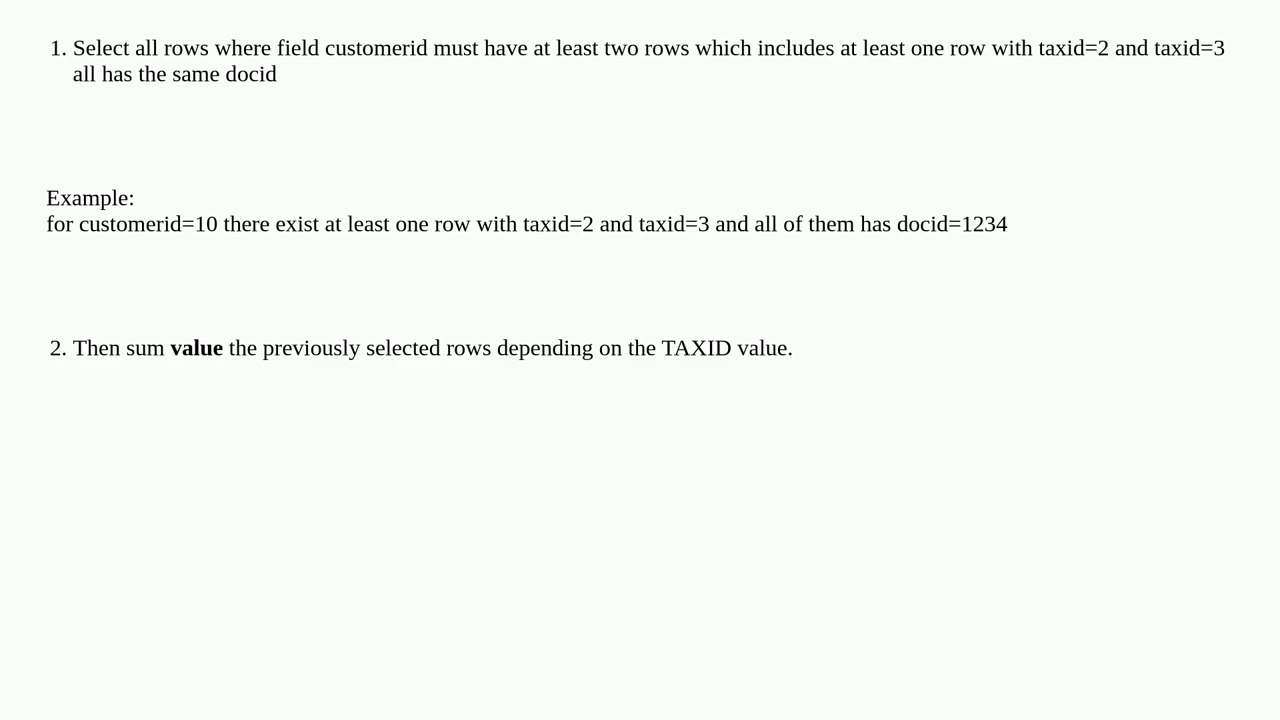 1. Select all rows where field customerid must have at least two rows which includes at least one row with taxid=2 and taxid=3
all has the same docid
Example:
for customerid=10 there exist at least one row with taxid=2 and taxid=3 and all of them has docid=1234
2. Then sum value the previously selected rows depending on the TAXID value.